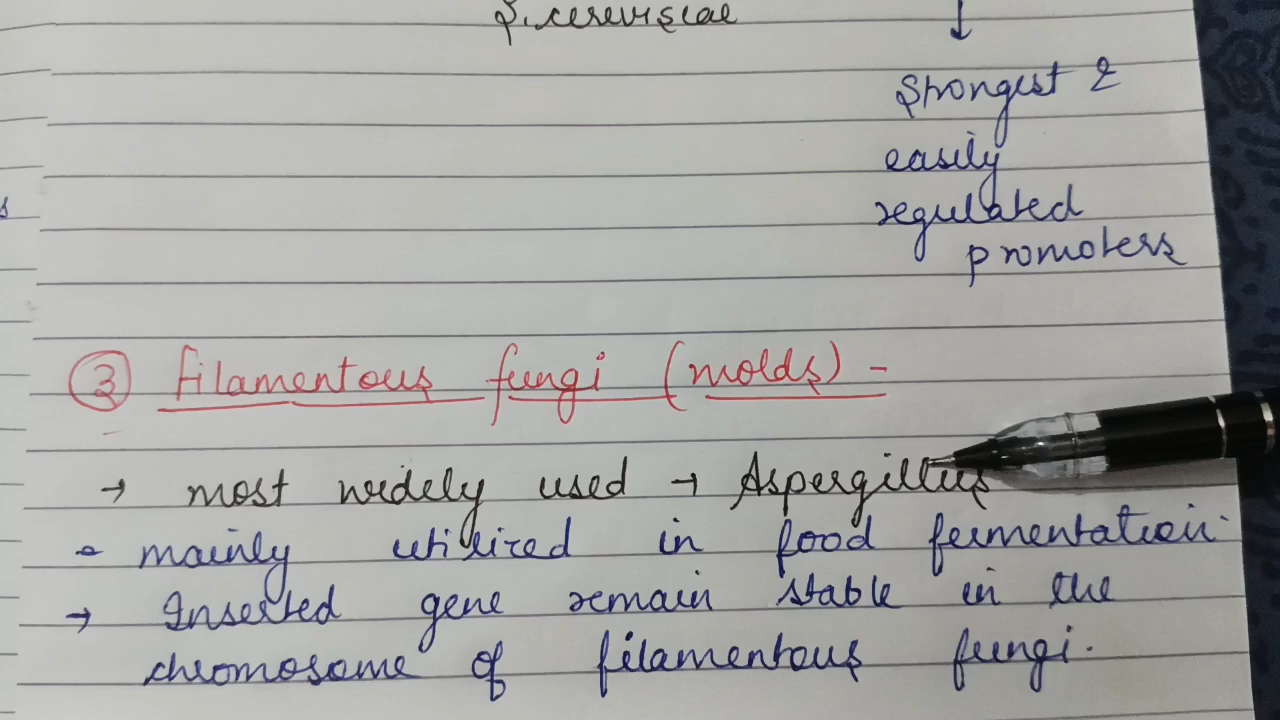 S. cerevisiae
↓
Strongest &
easily
regulated
promoters
③ Filamentous fungi (molds) -
→ most widely used → Aspergillus
→ mainly utilized in food fermentation.
→ Inserted gene remain stable in the
chromosome of filamentous fungi.